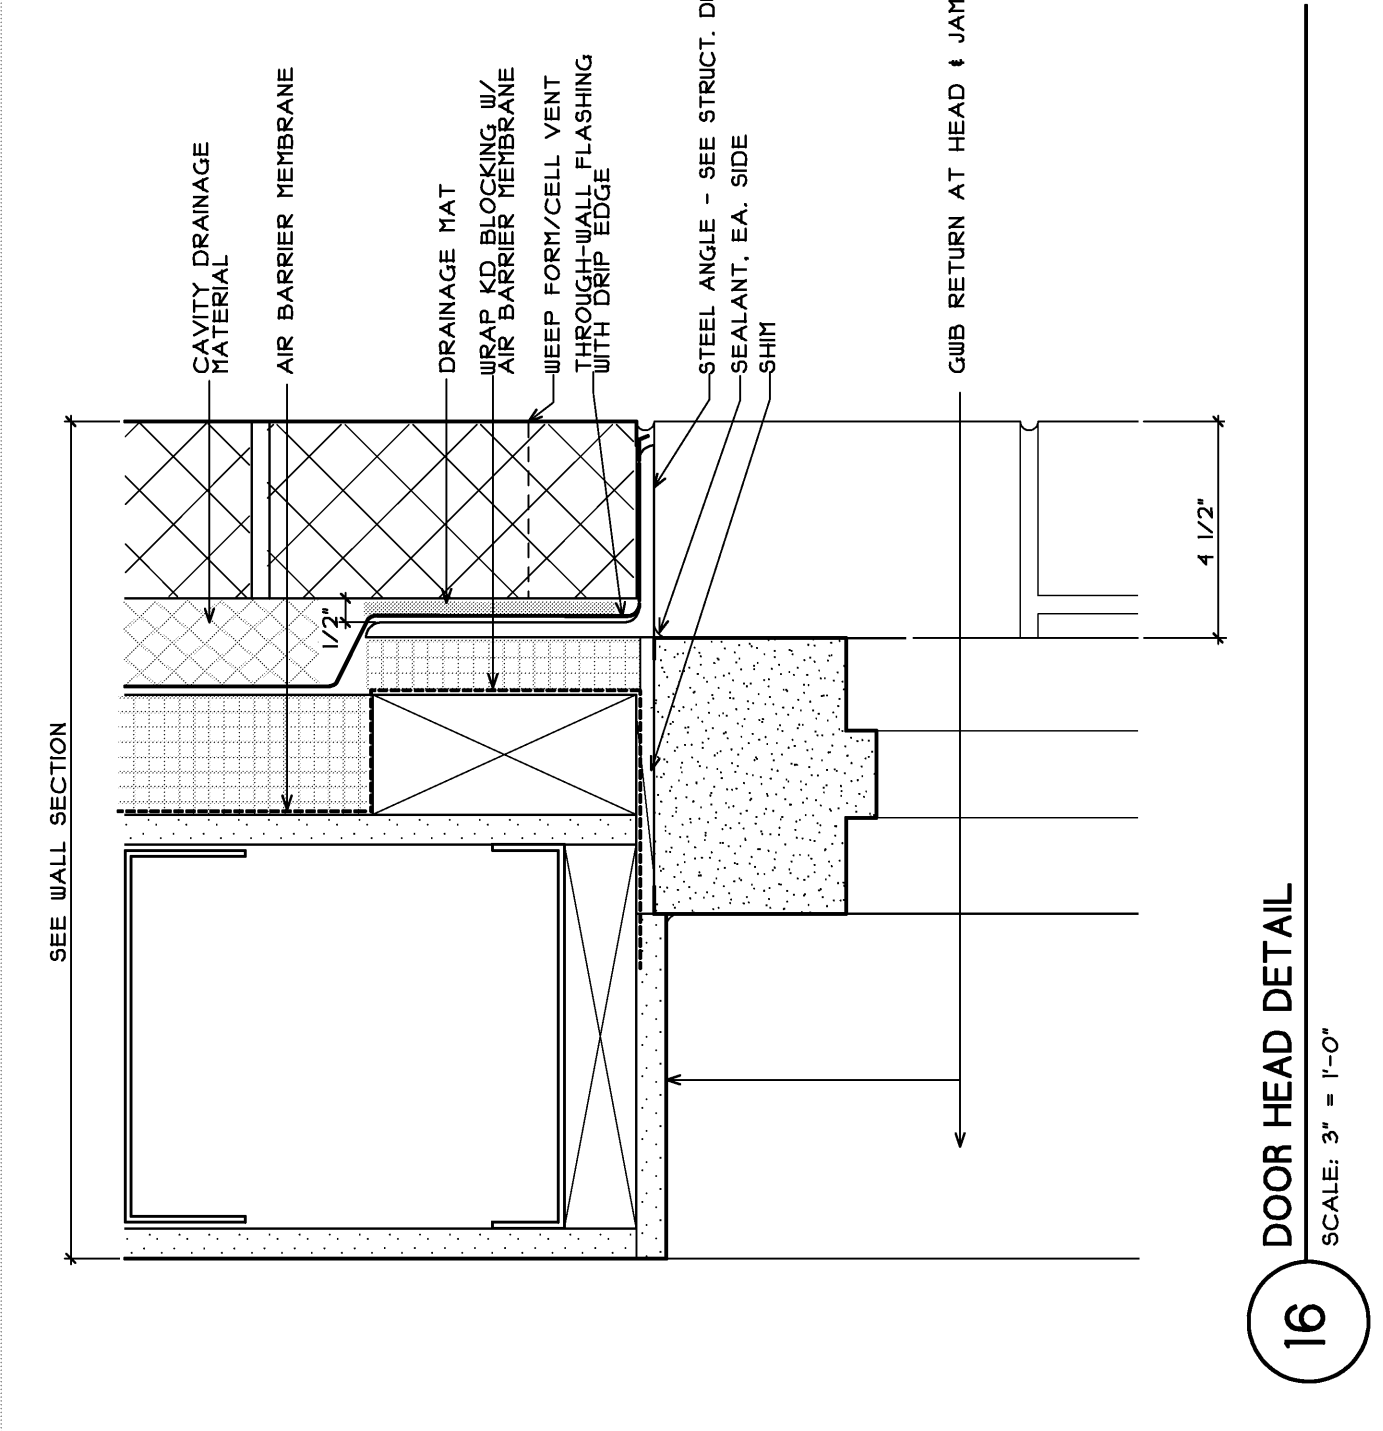 SEE WALL SECTION
CAVITY DRAINAGE
MATERIAL
AIR BARRIER MEMBRANE
1/2"
DRAINAGE MAT
WRAP KD BLOCKING W/
AIR BARRIER MEMBRANE
WEEP FORM/CELL VENT
THROUGH-WALL FLASHING
WITH DRIP EDGE
STEEL ANGLE - SEE STRUCT.
SEALANT, EA. SIDE
SHIM
GWB RETURN AT HEAD &
4 1/2"
16
DOOR HEAD DETAIL
SCALE: 3" = 1'-0"